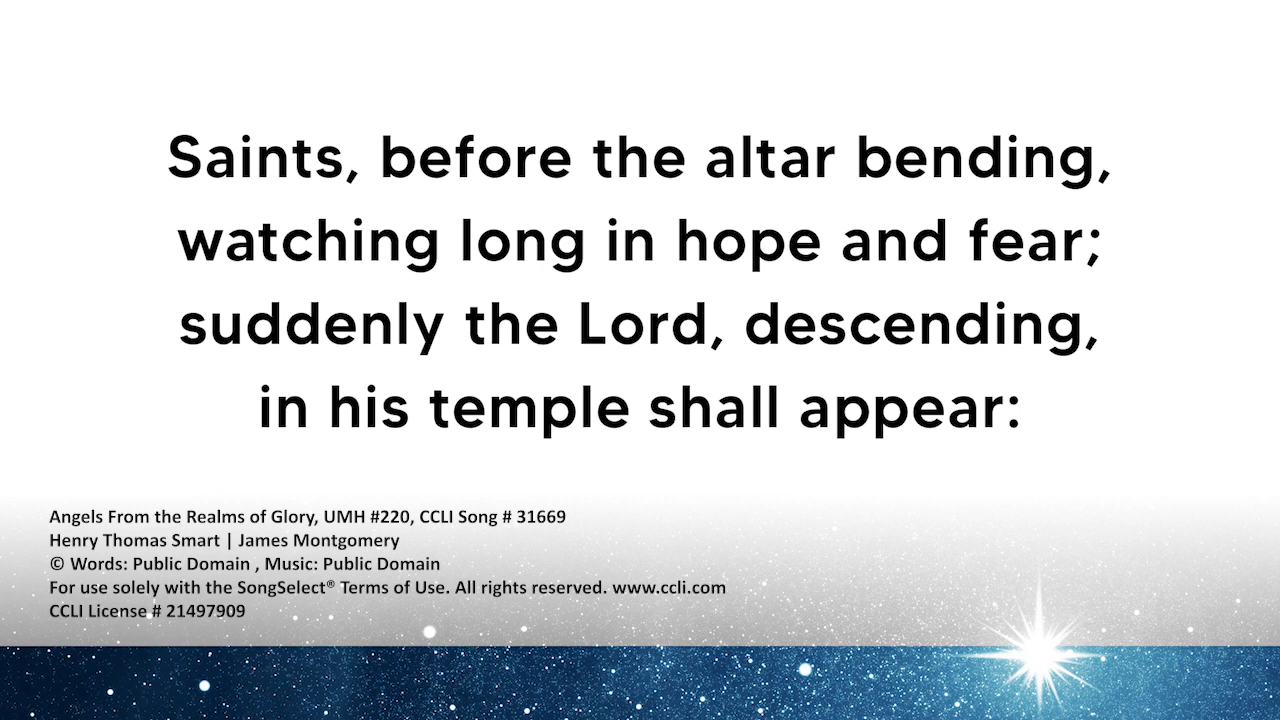 Saints, before the altar bending,
watching long in hope and fear;
suddenly the Lord, descending,
in his temple shall appear:
Angels From the Realms of Glory, UMH #220, CCLI Song # 31669
Henry Thomas Smart | James Montgomery
© Words: Public Domain , Music: Public Domain
For use solely with the SongSelect® Terms of Use. All rights reserved. www.ccli.com
CCLI License # 21497909